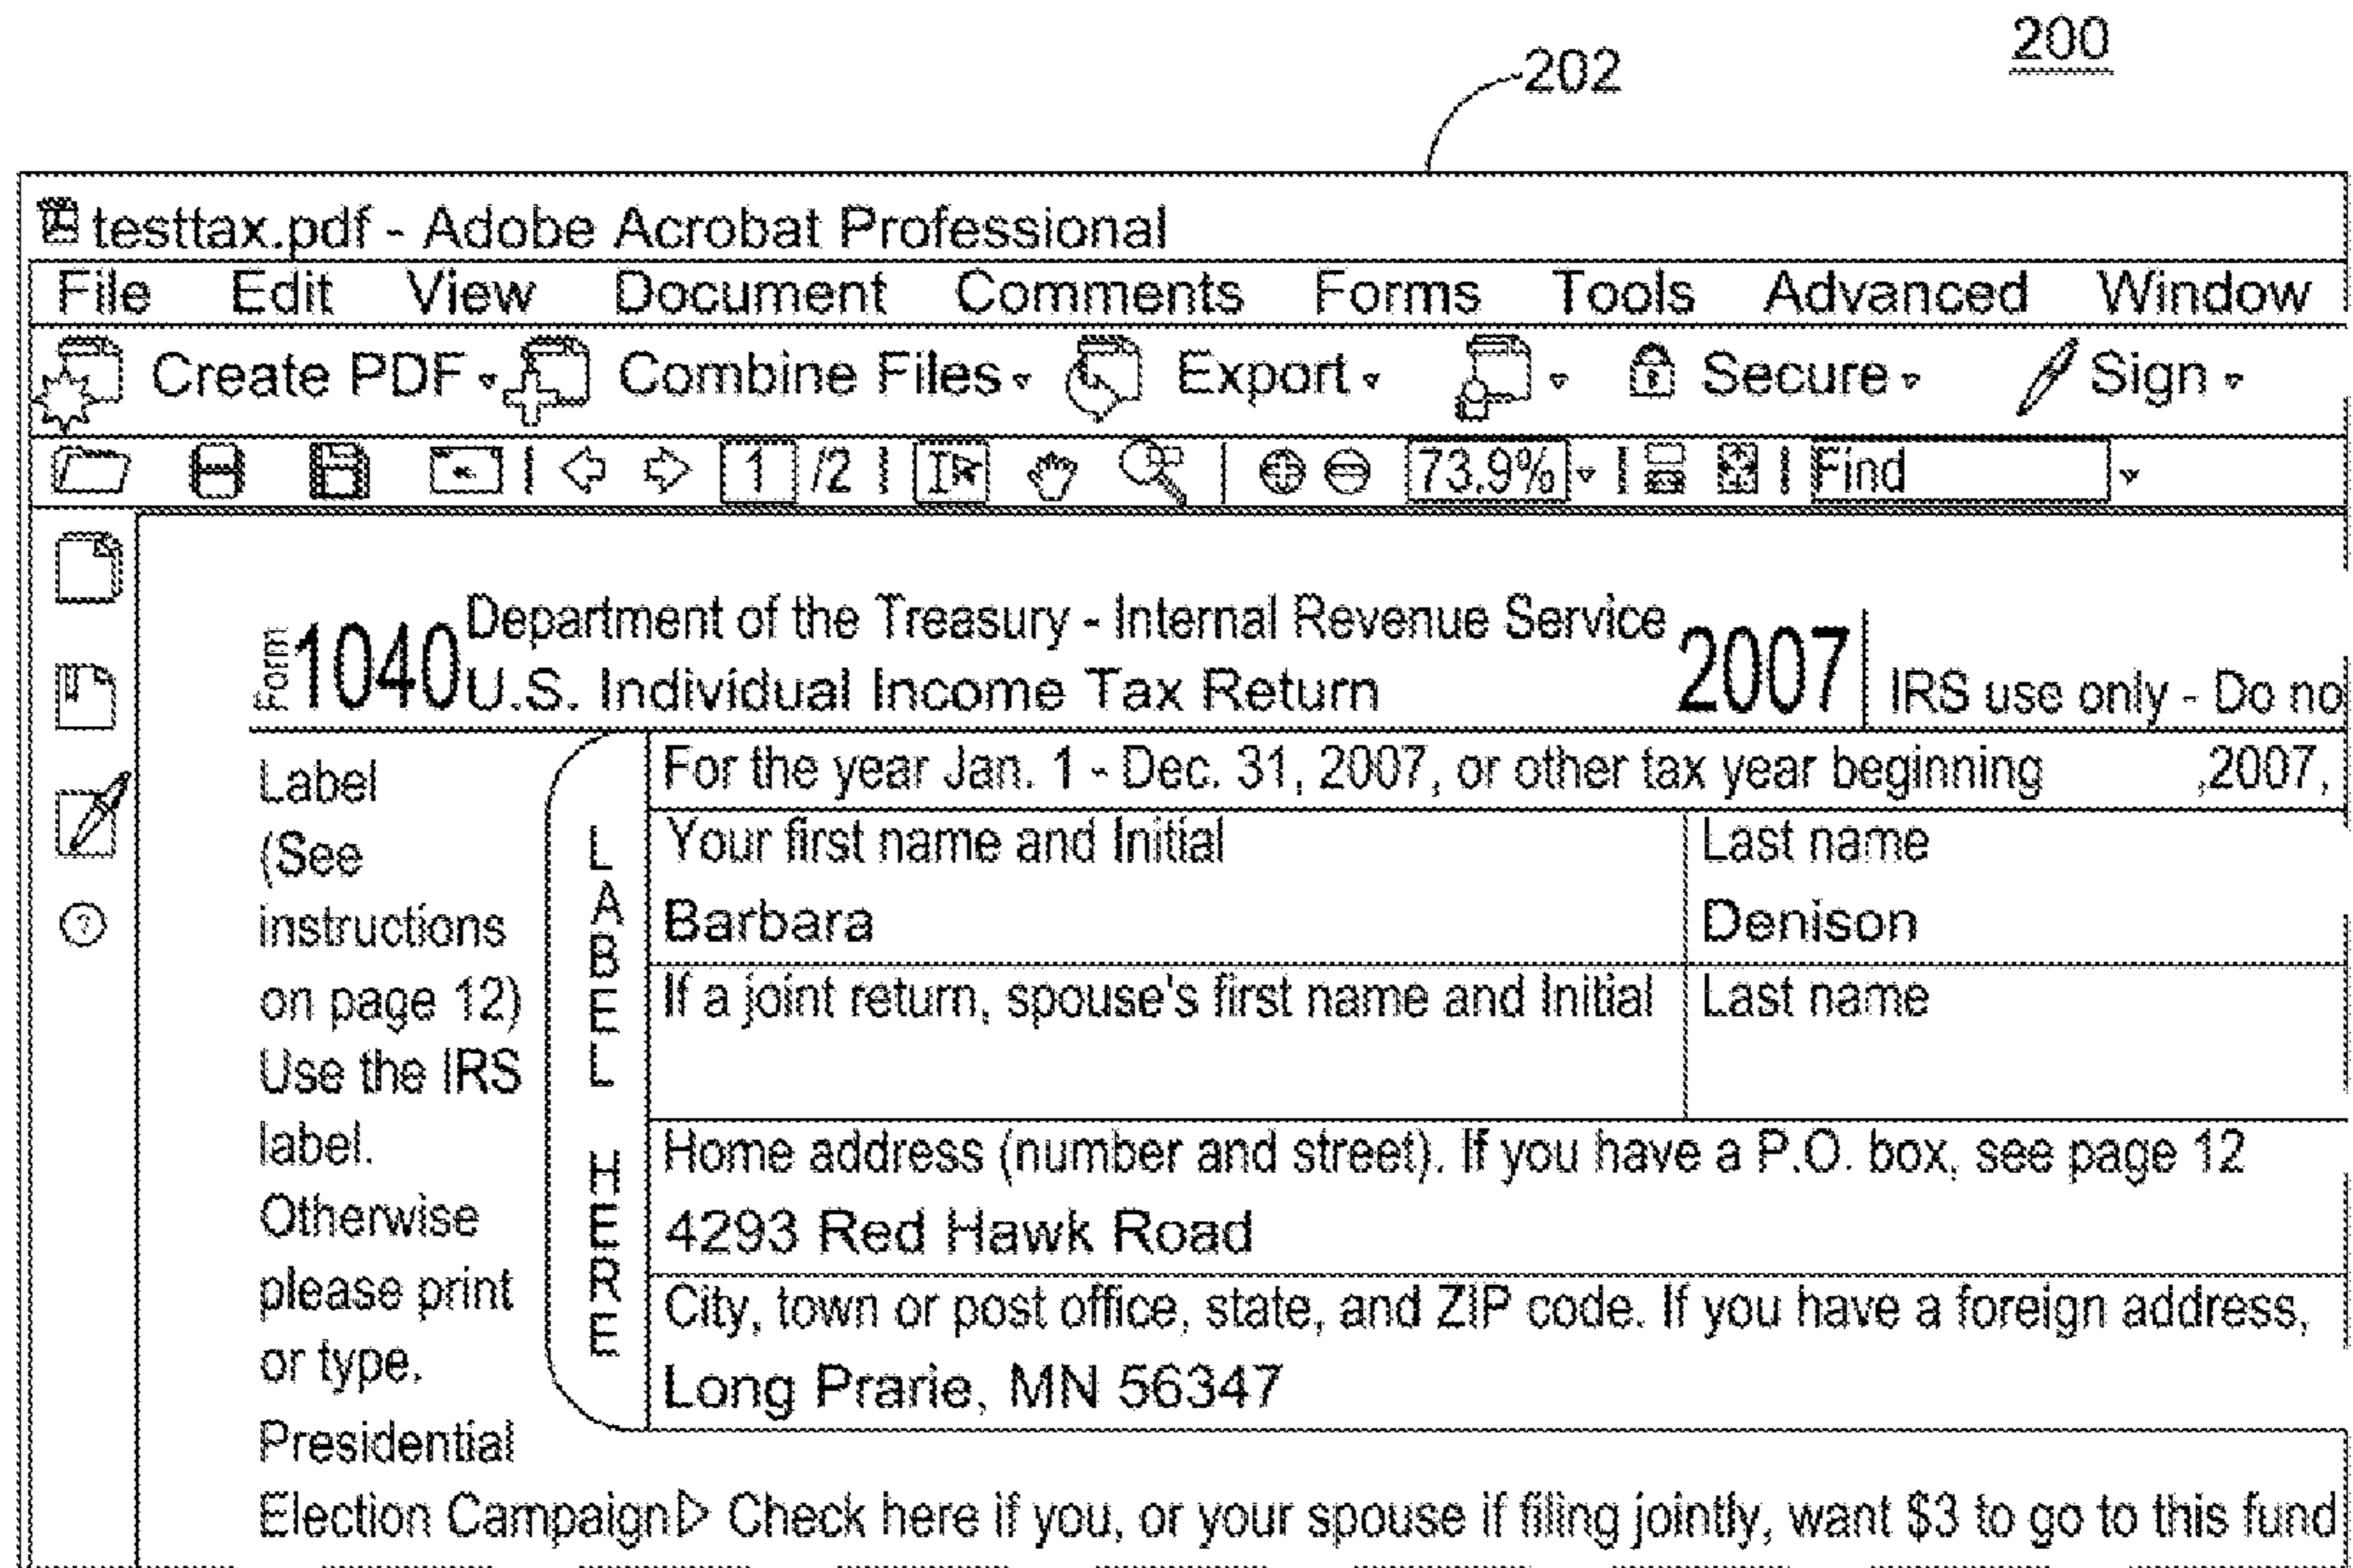 200
202
testtax.pdf - Adobe Acrobat Professional
File Edit View Document Comments Forms Tools Advanced Window
Create PDF Combine Files Export Secure Sign
1 /2 73.9% Find
Form 1040 Department of the Treasury - Internal Revenue Service
U.S. Individual Income Tax Return 2007 IRS use only - Do no
Label
(See
instructions
on page 12)
Use the IRS
label.
Otherwise
please print
or type.
LABEL HERE
For the year Jan. 1 - Dec. 31, 2007, or other tax year beginning ,2007,
Your first name and Initial Last name
Barbara Denison
If a joint return, spouse's first name and Initial Last name
Home address (number and street). If you have a P.O. box, see page 12
4293 Red Hawk Road
City, town or post office, state, and ZIP code. If you have a foreign address,
Long Prarie, MN 56347
Presidential
Election Campaign Check here if you, or your spouse if filing jointly, want $3 to go to this fund